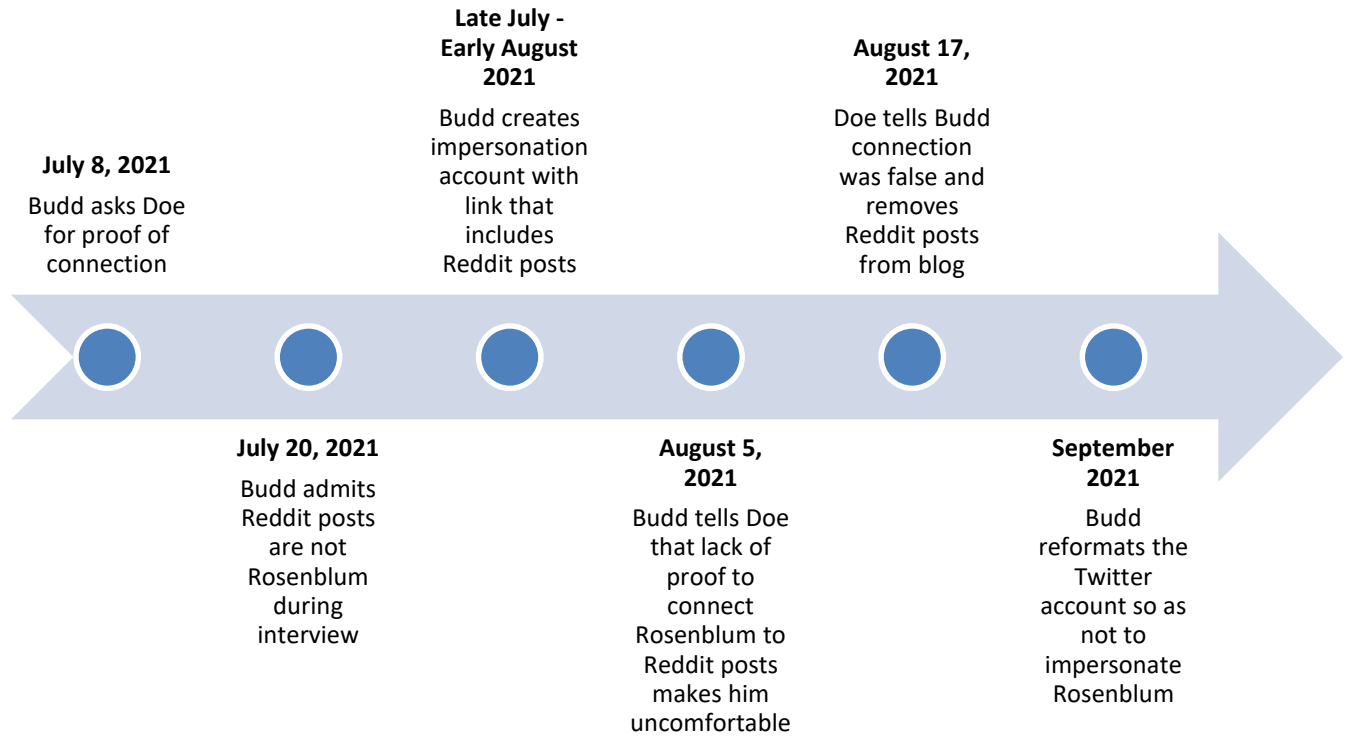 July 8, 2021
Budd asks Doe
for proof of
connection
July 20, 2021
Budd admits
Reddit posts
are not
Rosenblum
during
interview
Late July -
Early August
2021
Budd creates
impersonation
account with
link that
includes
Reddit posts
August 5,
2021
Budd tells Doe
that lack of
proof to
connect
Rosenblum to
Reddit posts
makes him
uncomfortable
August 17,
2021
Doe tells Budd
connection
was false and
removes
Reddit posts
from blog
September
2021
Budd
reformats the
Twitter
account so as
not to
impersonate
Rosenblum